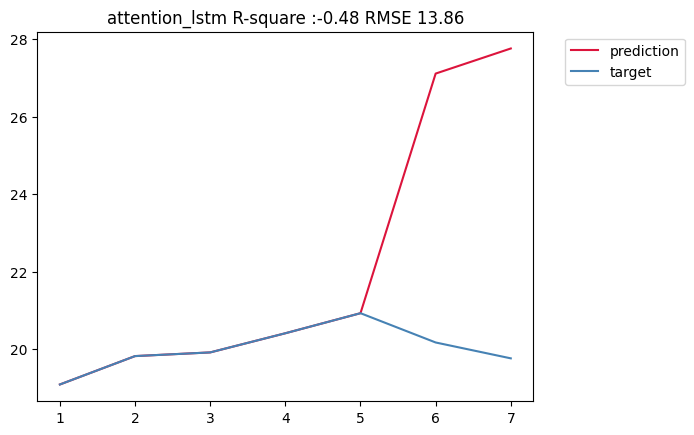 attention_lstm R-square :-0.48 RMSE 13.86
prediction
target
28
26
24
22
20
1 2 3 4 5 6 7